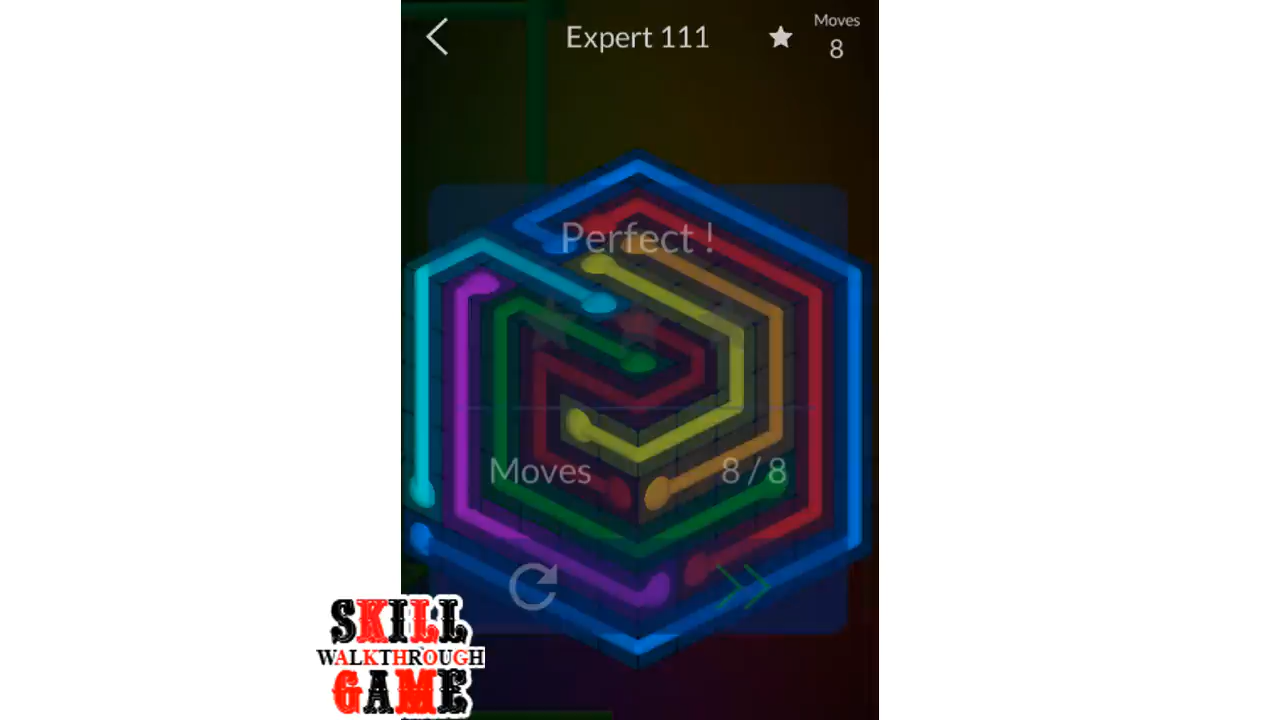 Expert 111
Moves
8
Perfect !
Moves 8 / 8
SKILL
WALKTHROUGH
GAME